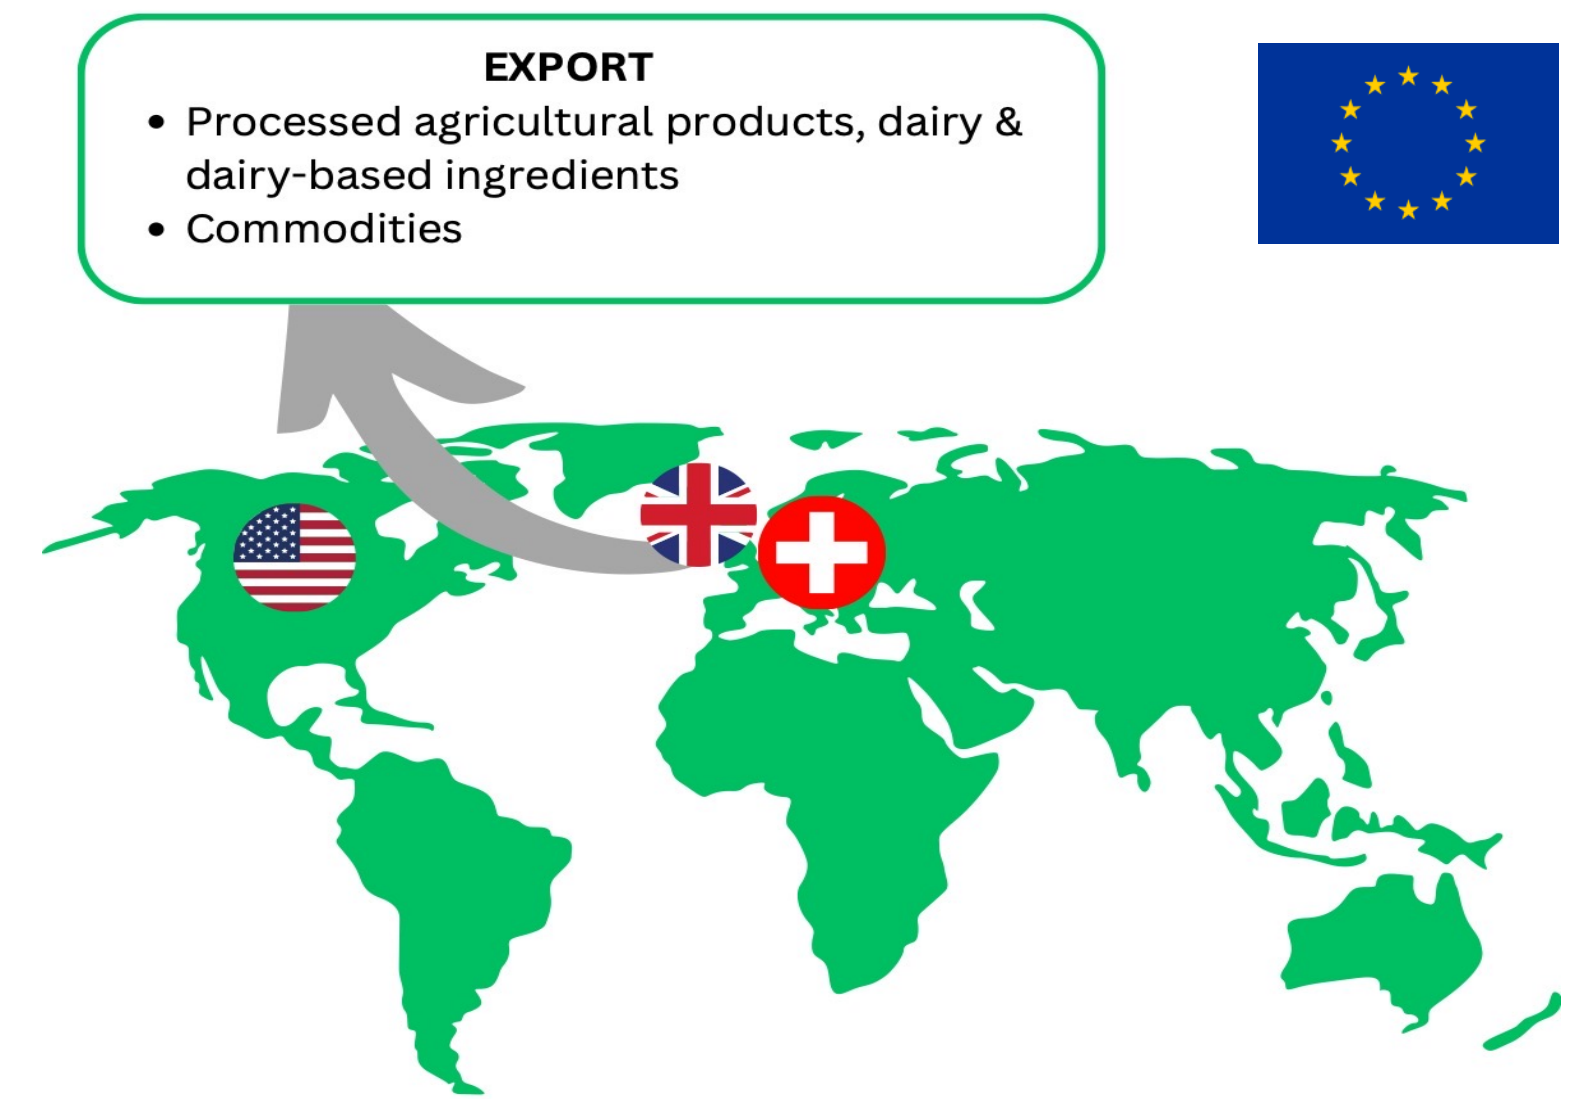 EXPORT
• Processed agricultural products, dairy &
dairy-based ingredients
• Commodities